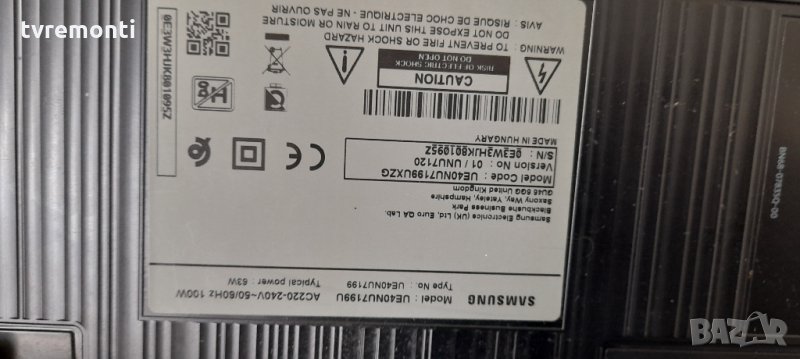 tvremonti
SAMSUNG
Model : UE40NU7199U
Type No. : UE40NU7199
AC220-240V~50/60Hz 100W
Typical power : 63W
Samsung Electronics (UK) Ltd, Euro QA Lab.
Blackbushe Business Park
Saxony Way, Yateley, Hampshire
GU46 6GG United Kingdom
Model Code : UE40NU7199UXZG
Version No : 01 / UNU7120
S/N : 0E3W3HJK801095Z
MADE IN HUNGARY
CE
CAUTION
RISK OF ELECTRIC SHOCK
DO NOT OPEN
WARNING : TO PREVENT FIRE OR SHOCK HAZARD
DO NOT EXPOSE THIS UNIT TO RAIN OR MOISTURE
AVIS : RISQUE DE CHOC ELECTRIQUE - NE PAS OUVRIR
0E3W3HJK801095Z
BAZAR
bg